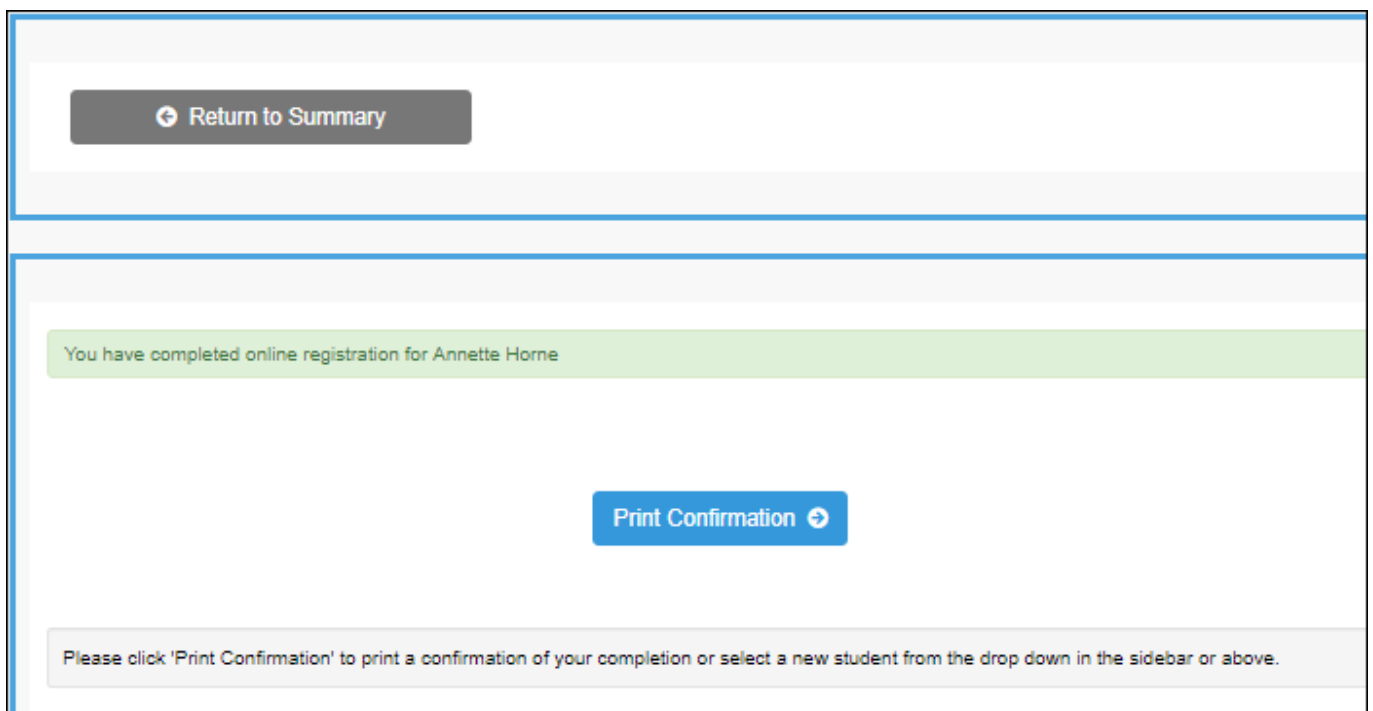 Return to Summary
You have completed online registration for Annette Horne
Print Confirmation
Please click 'Print Confirmation' to print a confirmation of your completion or select a new student from the drop down in the sidebar or above.